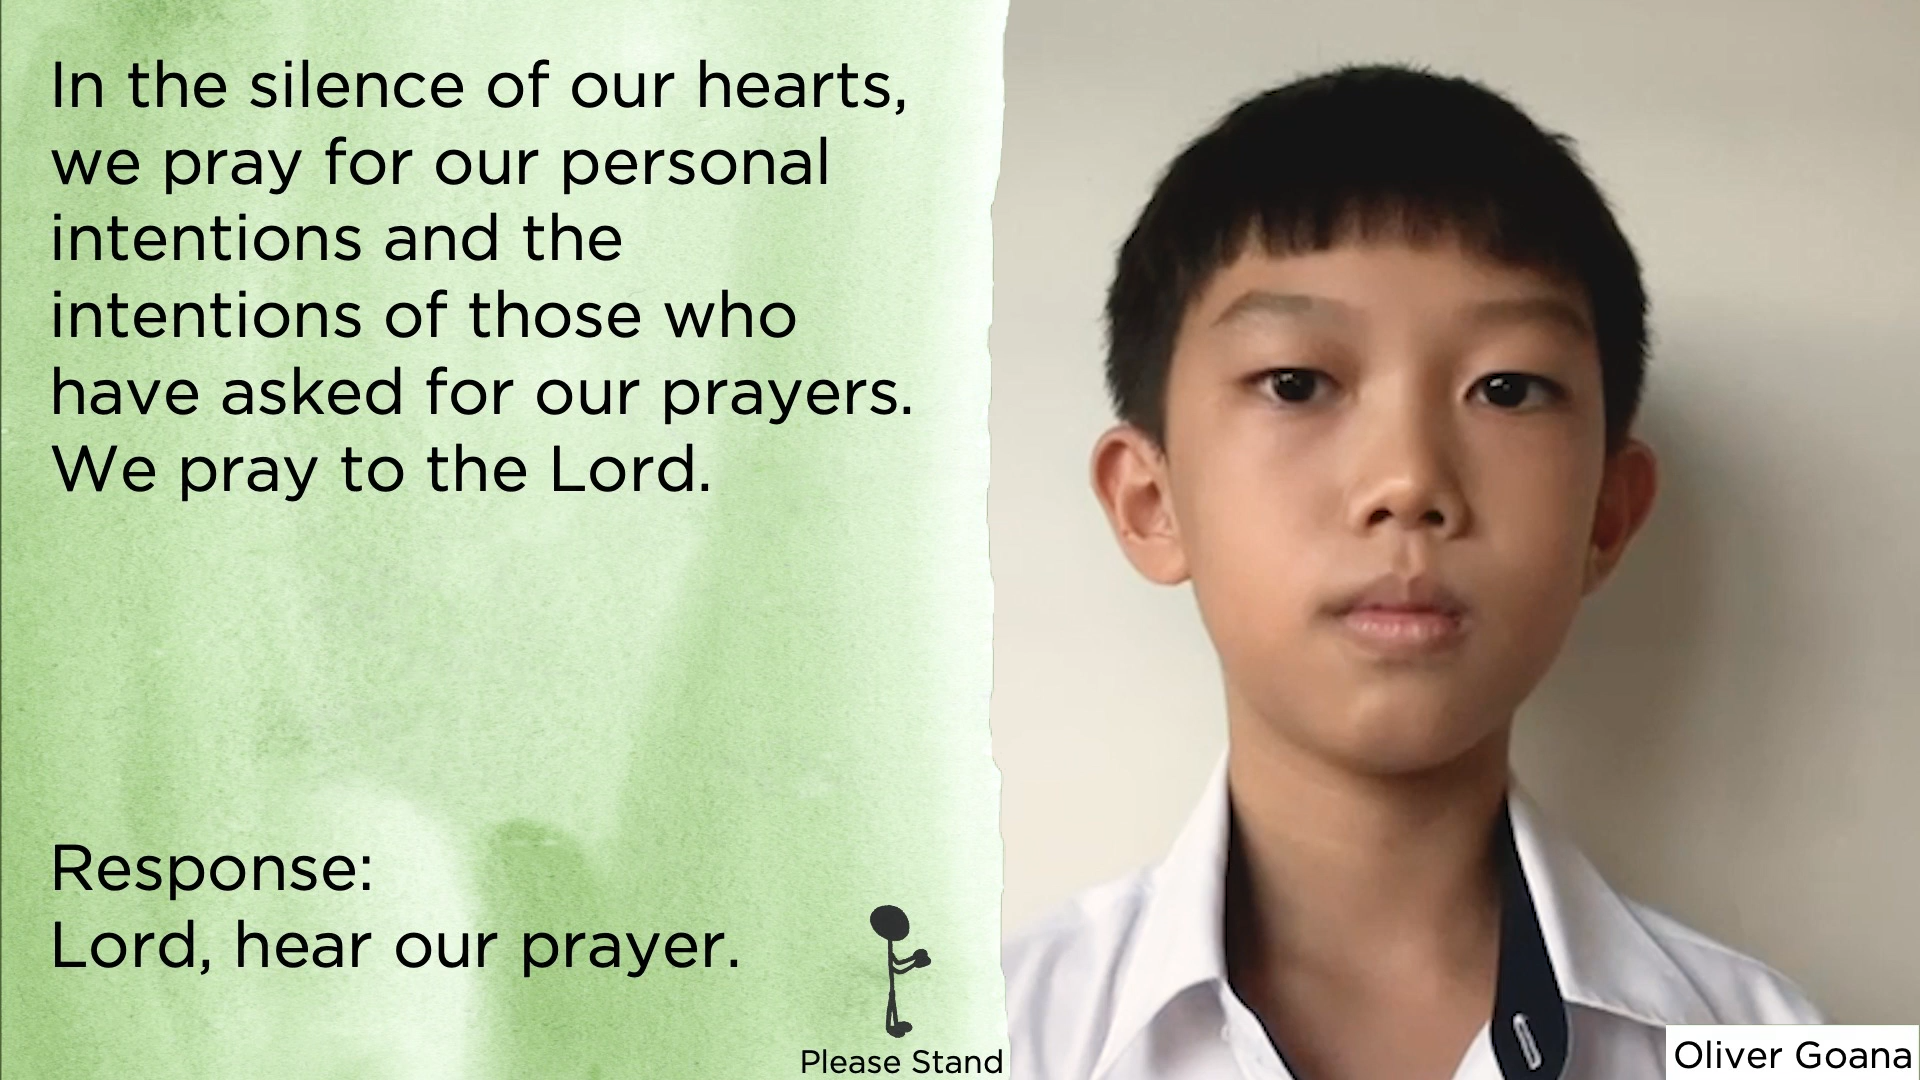 In the silence of our hearts,
we pray for our personal
intentions and the
intentions of those who
have asked for our prayers.
We pray to the Lord.
Response:
Lord, hear our prayer.
Please Stand
Oliver Goana